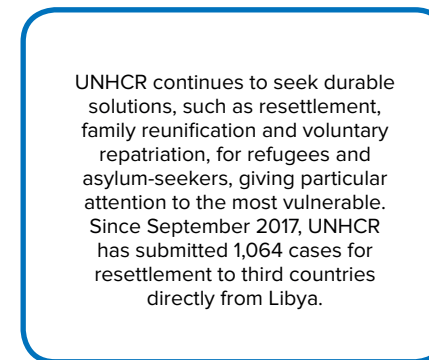 UNHCR continues to seek durable
solutions, such as resettlement,
family reunification and voluntary
repatriation, for refugees and
asylum-seekers, giving particular
attention to the most vulnerable.
Since September 2017, UNHCR
has submitted 1,064 cases for
resettlement to third countries
directly from Libya.